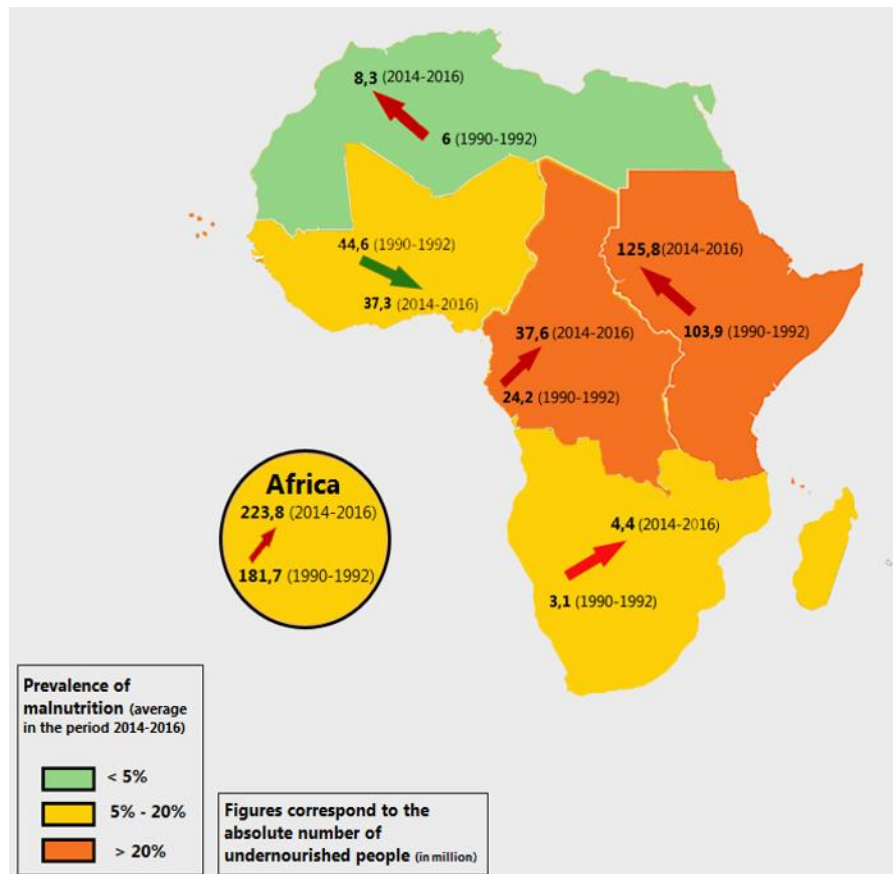 8,3 (2014-2016)
6 (1990-1992)
44,6 (1990-1992)
37,3 (2014-2016)
125,8 (2014-2016)
103,9 (1990-1992)
37,6 (2014-2016)
24,2 (1990-1992)
Africa
223,8 (2014-2016)
181,7 (1990-1992)
4,4 (2014-2016)
3,1 (1990-1992)
Prevalence of
malnutrition (average
in the period 2014-2016)
< 5%
5% - 20%
> 20%
Figures correspond to the
absolute number of
undernourished people (in million)